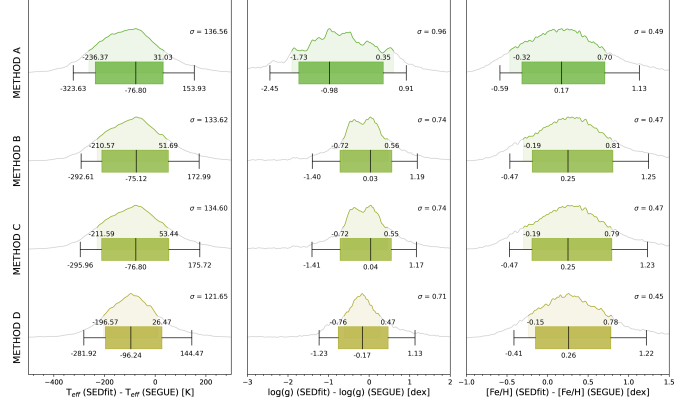 METHOD A
σ = 136.56
-236.37 31.03
-323.63 -76.80 153.93
σ = 0.96
-1.73 0.35
-2.45 -0.98 0.91
σ = 0.49
-0.32 0.70
-0.59 0.17 1.13
METHOD B
σ = 133.62
-210.57 51.69
-292.61 -75.12 172.99
σ = 0.74
-0.72 0.56
-1.40 0.03 1.19
σ = 0.47
-0.19 0.81
-0.47 0.25 1.25
METHOD C
σ = 134.60
-211.59 53.44
-295.96 -76.80 175.72
σ = 0.74
-0.72 0.55
-1.41 0.04 1.17
σ = 0.47
-0.19 0.79
-0.47 0.25 1.23
METHOD D
σ = 121.65
-196.57 26.47
-281.92 -96.24 144.47
σ = 0.71
-0.76 0.47
-1.23 -0.17 1.13
σ = 0.45
-0.15 0.78
-0.41 0.26 1.22
-400 -200 0 200
T_eff (SEDfit) - T_eff (SEGUE) [K]
-3 -2 -1 0 1 2
log(g) (SEDfit) - log(g) (SEGUE) [dex]
-1.0 -0.5 0.0 0.5 1.0 1.5
[Fe/H] (SEDfit) - [Fe/H] (SEGUE) [dex]